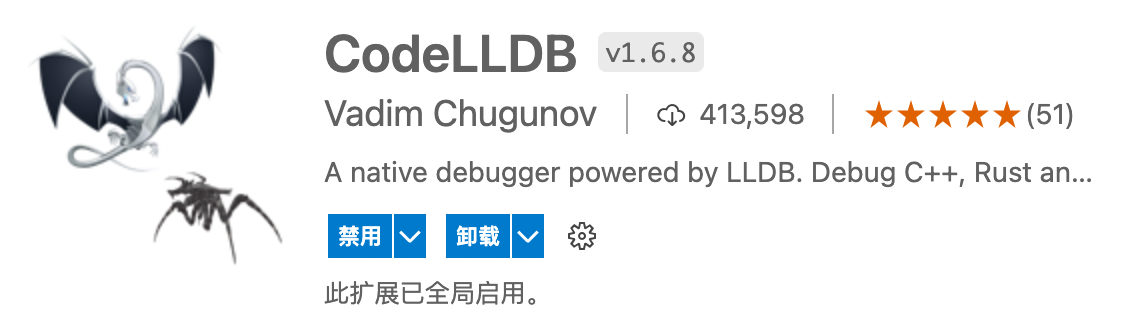 CodeLLDB v1.6.8
Vadim Chugunov 413,598 (51)
A native debugger powered by LLDB. Debug C++, Rust an...
禁用 卸载
此扩展已全局启用。